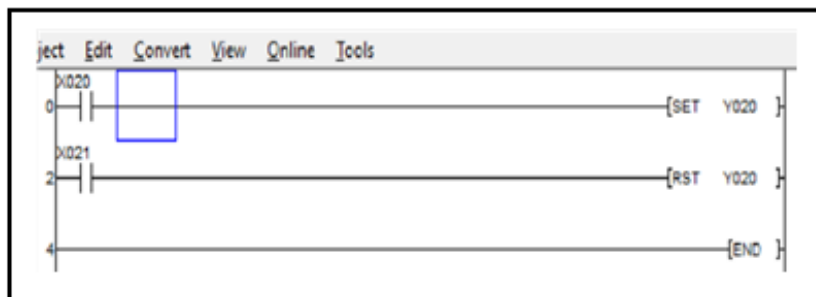 ject Edit Convert View Online Tools
X020
0 [SET Y020 ]
X021
2 [RST Y020 ]
4 [END ]